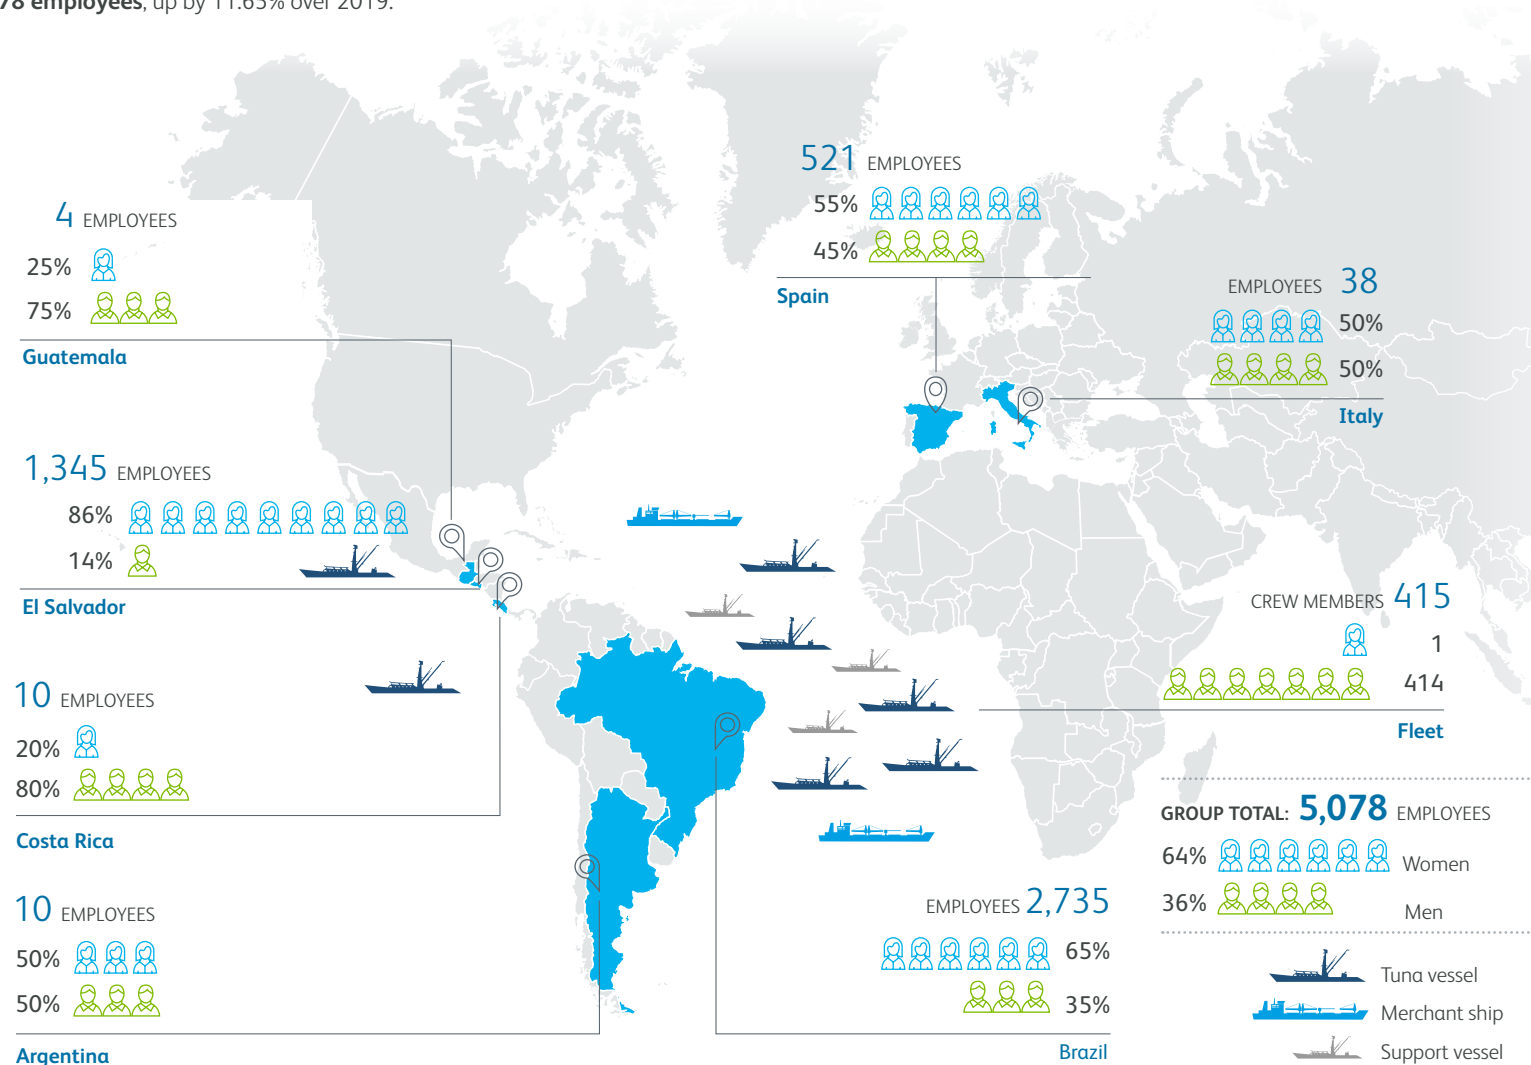 78 employees, up by 11.65% over 2019.
521 EMPLOYEES
55%
45%
Spain
4 EMPLOYEES
25%
75%
Guatemala
EMPLOYEES 38
50%
50%
Italy
1,345 EMPLOYEES
86%
14%
El Salvador
CREW MEMBERS 415
1
414
Fleet
10 EMPLOYEES
20%
80%
Costa Rica
GROUP TOTAL: 5,078 EMPLOYEES
64% Women
36% Men
10 EMPLOYEES
50%
50%
Argentina
EMPLOYEES 2,735
65%
35%
Brazil
Tuna vessel
Merchant ship
Support vessel